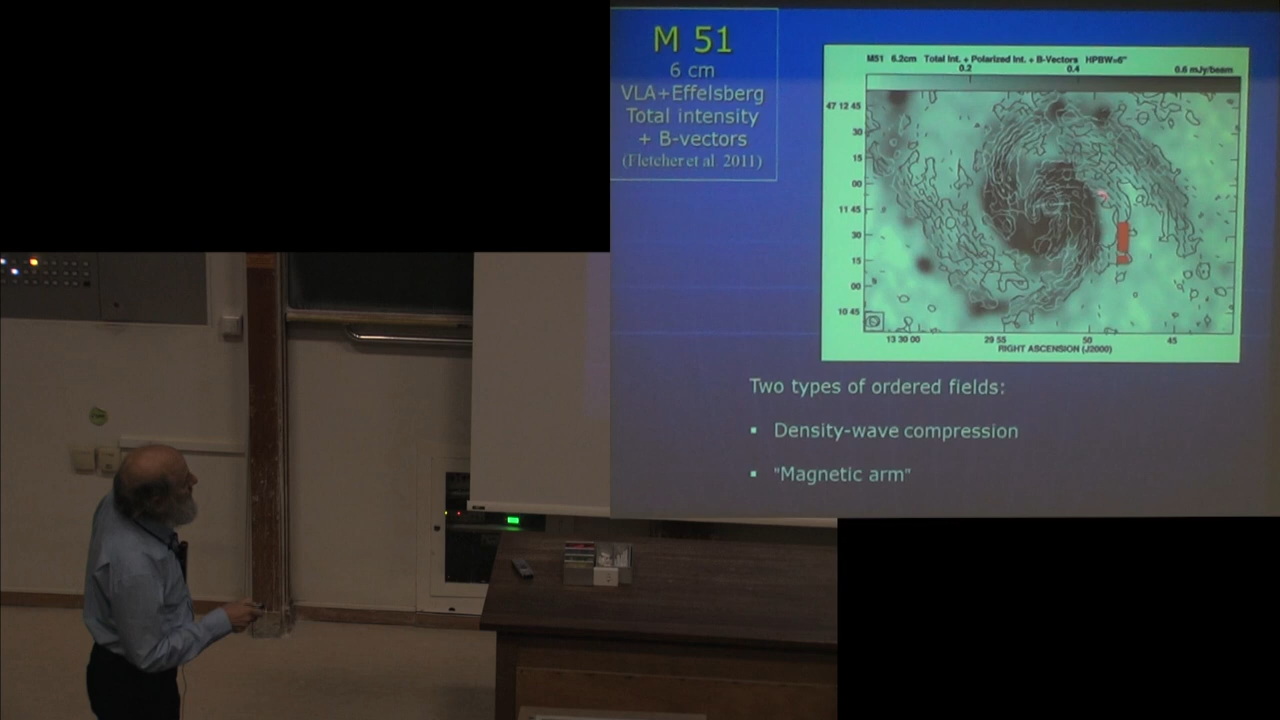 M 51
6 cm
VLA+Effelsberg
Total intensity
+ B-vectors
(Fletcher et al. 2011)
M51 6.2cm Total Int. + Polarized Int. + B-Vectors HPBW=6"
0.2 0.4 0.6 mJy/beam
47 12 45
30
15
00
11 45
30
15
00
10 45
13 30 00 29 55 50 45
RIGHT ASCENSION (J2000)
Two types of ordered fields:
▪ Density-wave compression
▪ "Magnetic arm"